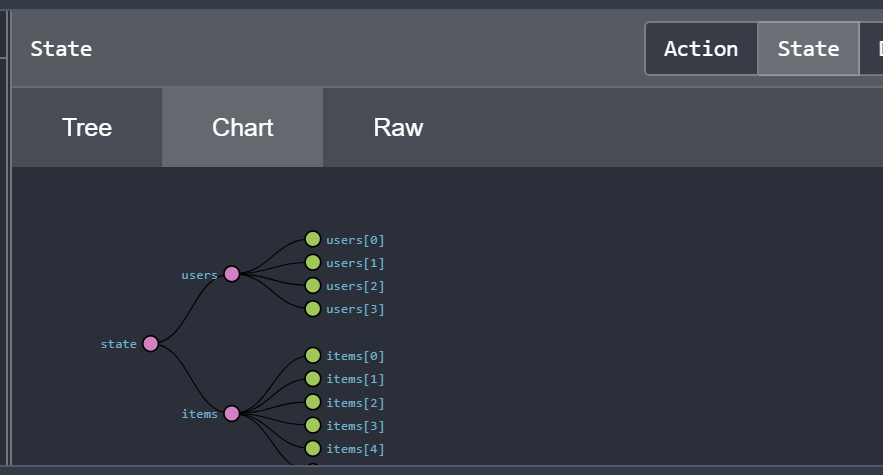 State
Action
State
Tree
Chart
Raw
users[0]
users[1]
users
users[2]
users[3]
state
items[0]
items[1]
items[2]
items
items[3]
items[4]